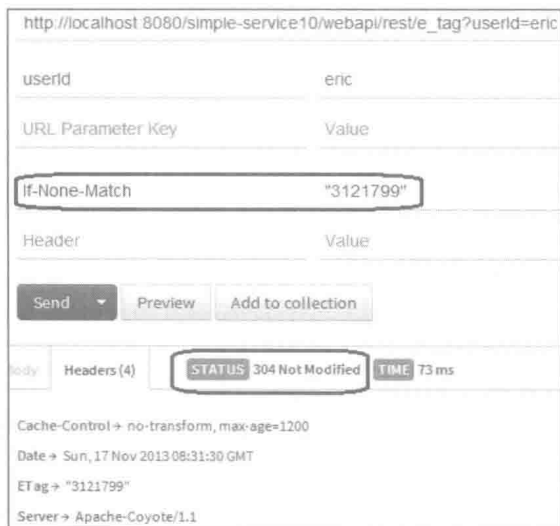 http://localhost:8080/simple-service10/webapi/rest/e_tag?userId=eric
userId eric
URL Parameter Key Value
If-None-Match "3121799"
Header Value
Send Preview Add to collection
Body Headers (4) STATUS 304 Not Modified TIME 73 ms
Cache-Control → no-transform, max-age=1200
Date → Sun, 17 Nov 2013 08:31:30 GMT
ETag → "3121799"
Server → Apache-Coyote/1.1